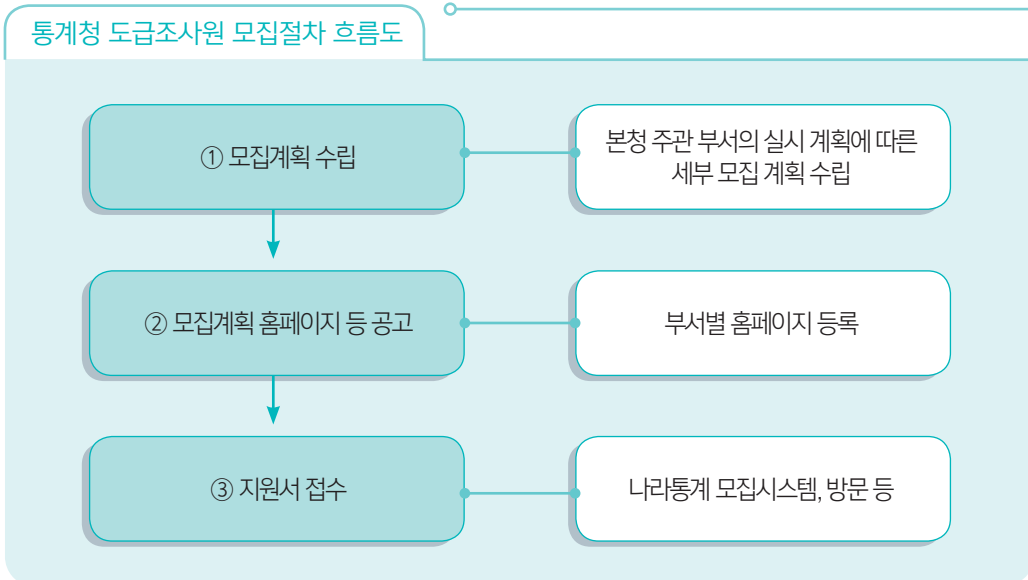 통계청 도급조사원 모집절차 흐름도
① 모집계획 수립
본청 주관 부서의 실시 계획에 따른
세부 모집 계획 수립
② 모집계획 홈페이지 등 공고
부서별 홈페이지 등록
③ 지원서 접수
나라통계 모집시스템, 방문 등